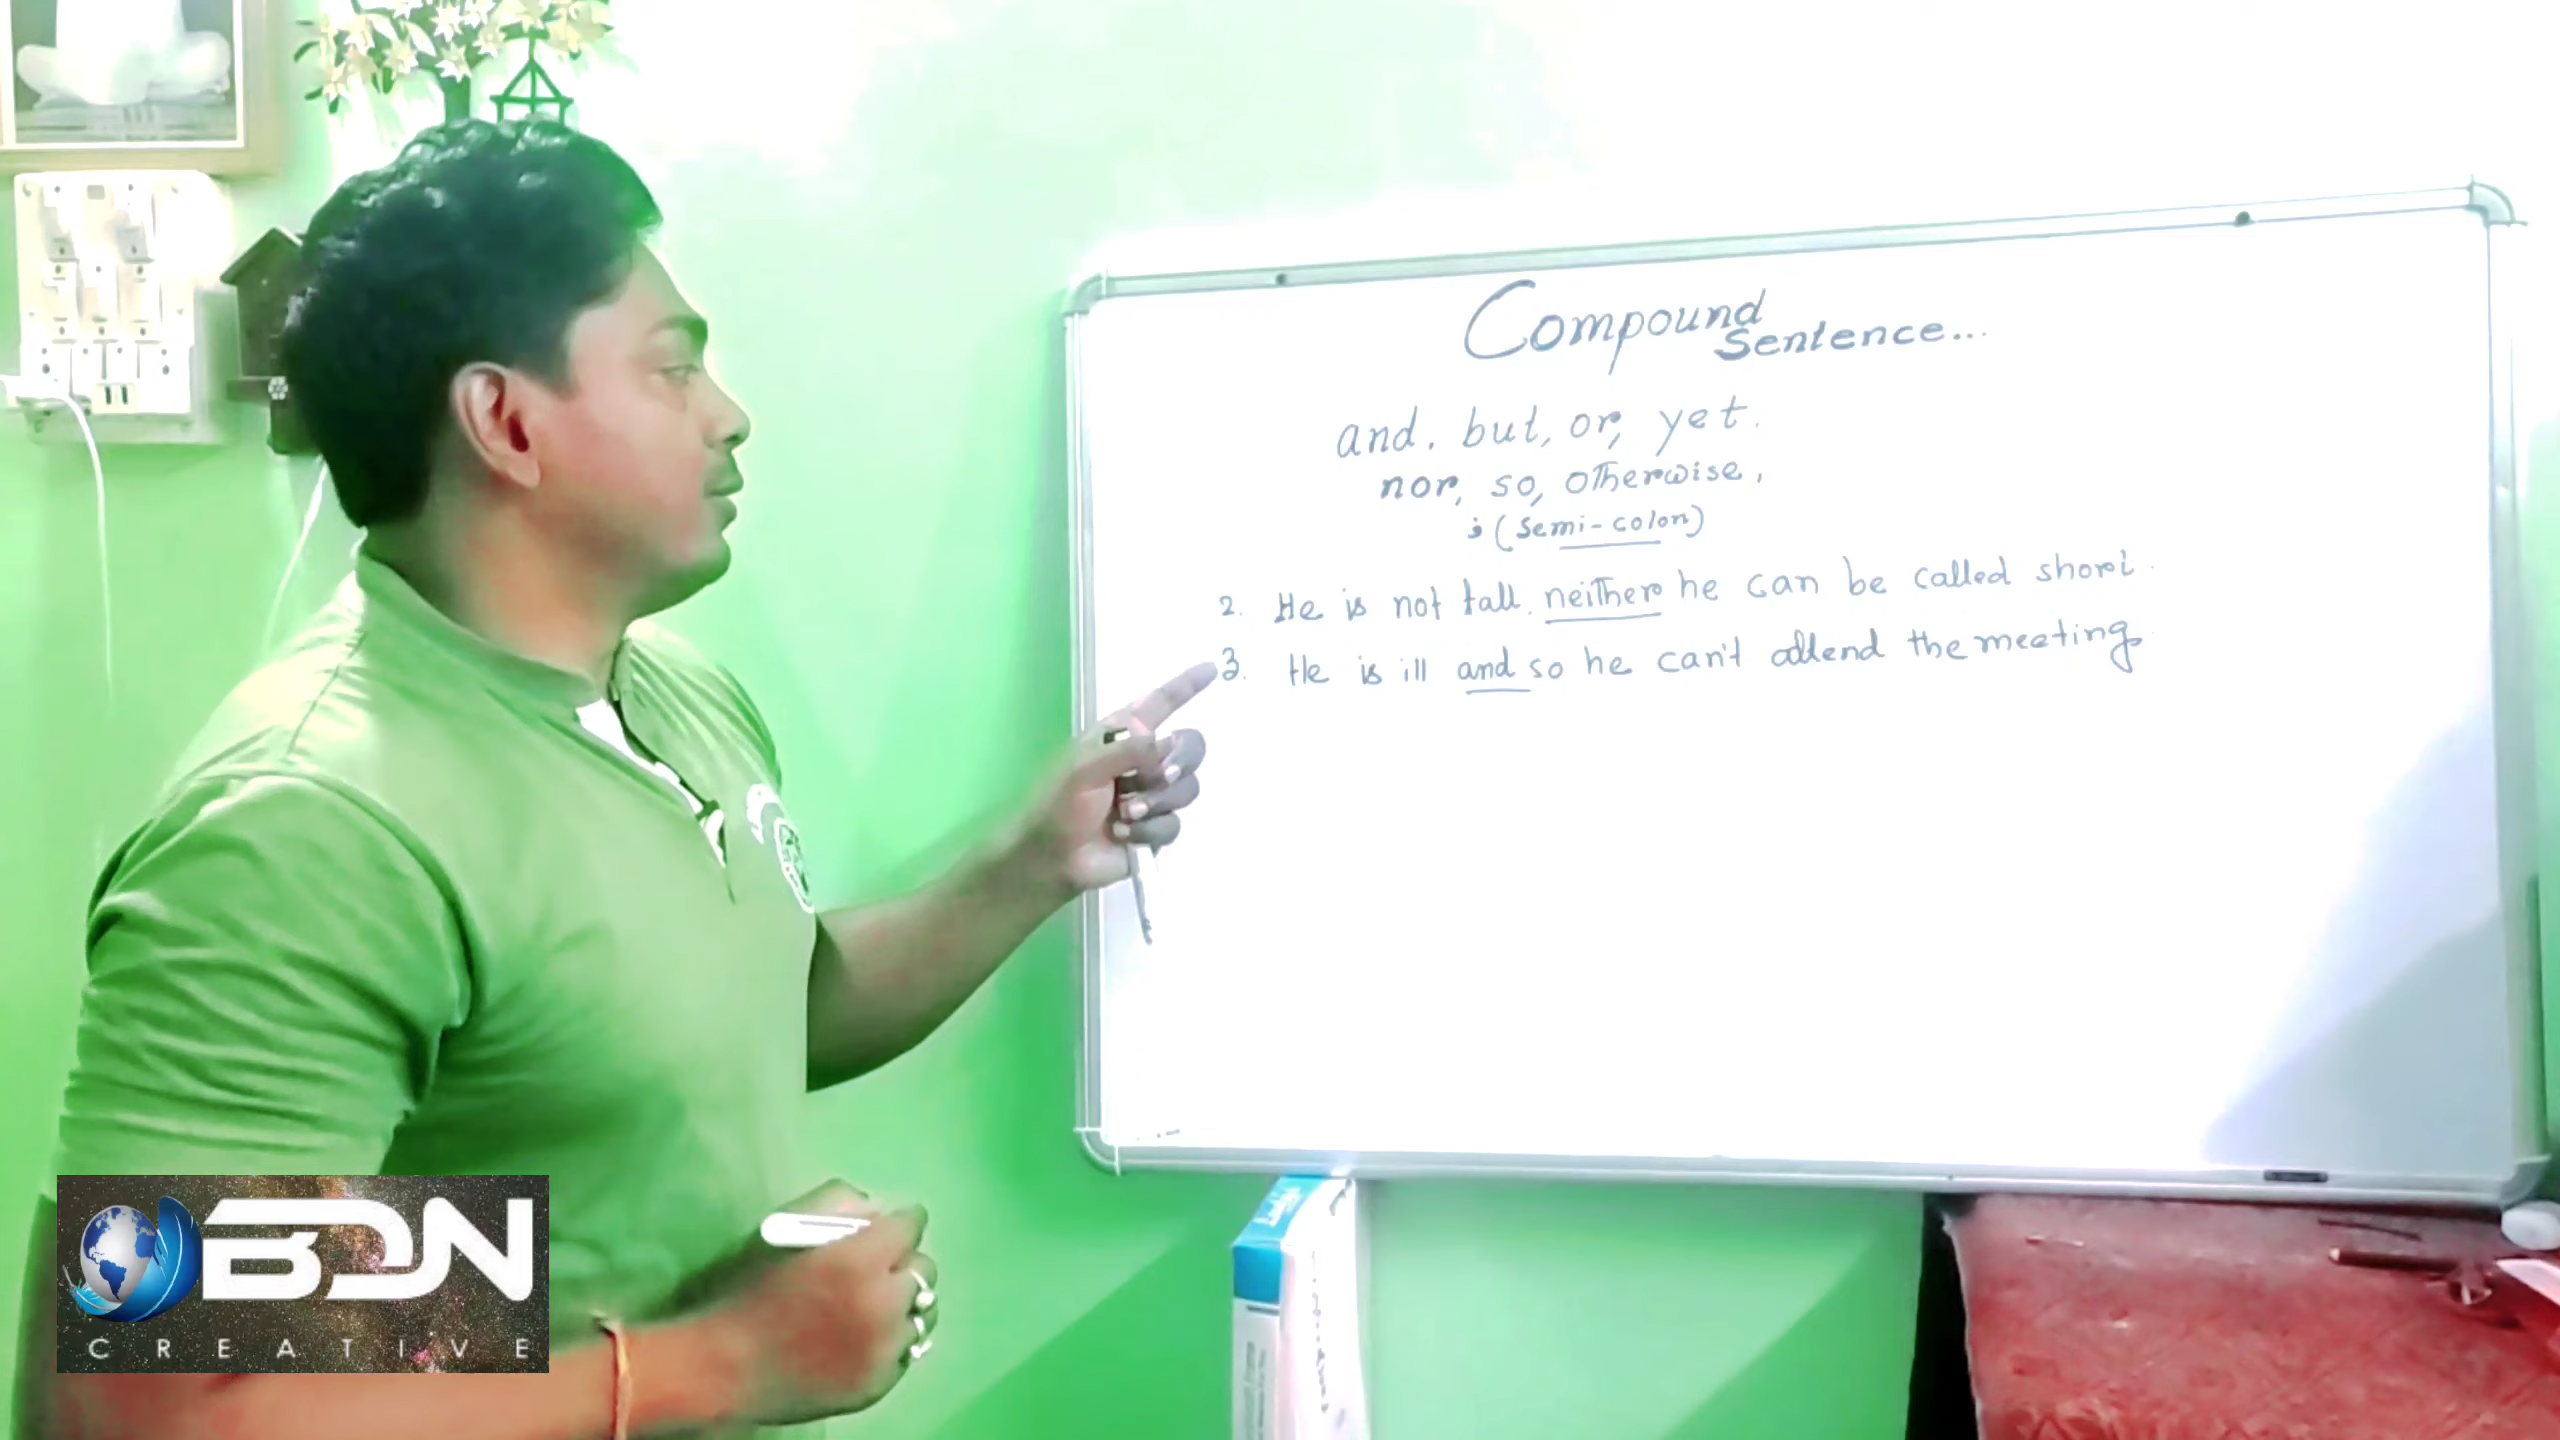 Compound
Sentence...
and. but, or, yet.
nor, so, otherwise,
; (Semi-colon)
2. He is not tall. neither he can be called short.
3. He is ill and so he can't attend the meeting.
BDN
CREATIVE